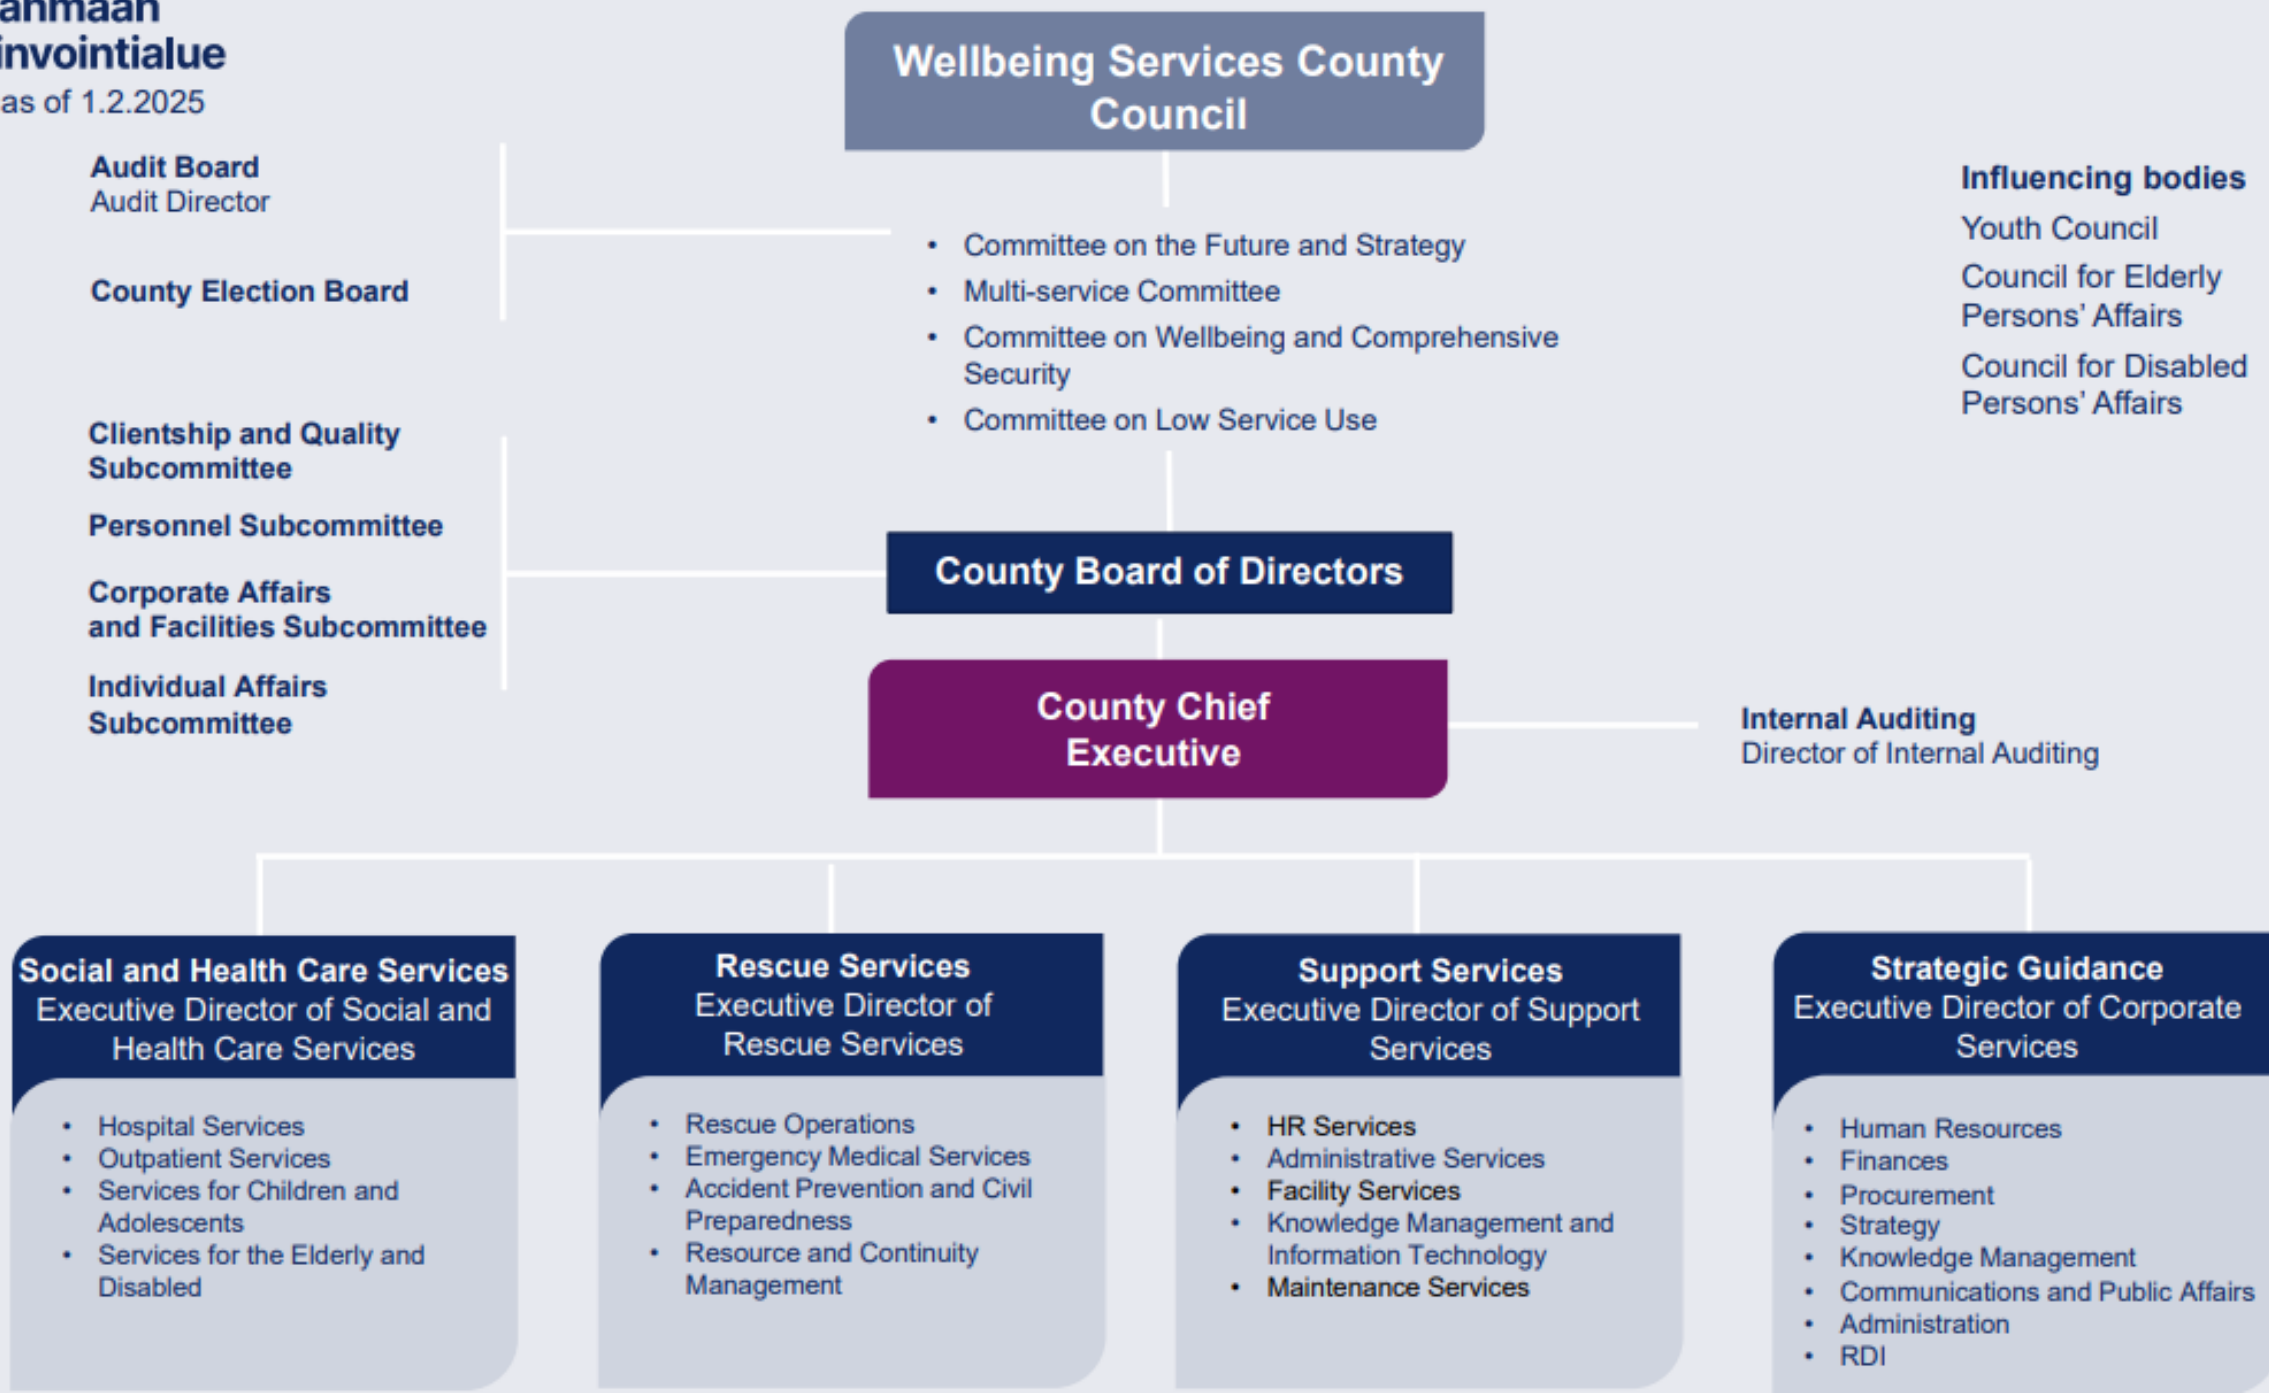 invointialue
as of 1.2.2025
Wellbeing Services County
Council
Audit Board
Audit Director
County Election Board
• Committee on the Future and Strategy
• Multi-service Committee
• Committee on Wellbeing and Comprehensive
Security
• Committee on Low Service Use
Influencing bodies
Youth Council
Council for Elderly
Persons' Affairs
Council for Disabled
Persons' Affairs
Clientship and Quality
Subcommittee
Personnel Subcommittee
Corporate Affairs
and Facilities Subcommittee
Individual Affairs
Subcommittee
County Board of Directors
County Chief
Executive
Internal Auditing
Director of Internal Auditing
Social and Health Care Services
Executive Director of Social and
Health Care Services
• Hospital Services
• Outpatient Services
• Services for Children and
Adolescents
• Services for the Elderly and
Disabled
Rescue Services
Executive Director of
Rescue Services
• Rescue Operations
• Emergency Medical Services
• Accident Prevention and Civil
Preparedness
• Resource and Continuity
Management
Support Services
Executive Director of Support
Services
• HR Services
• Administrative Services
• Facility Services
• Knowledge Management and
Information Technology
• Maintenance Services
Strategic Guidance
Executive Director of Corporate
Services
• Human Resources
• Finances
• Procurement
• Strategy
• Knowledge Management
• Communications and Public Affairs
• Administration
• RDI